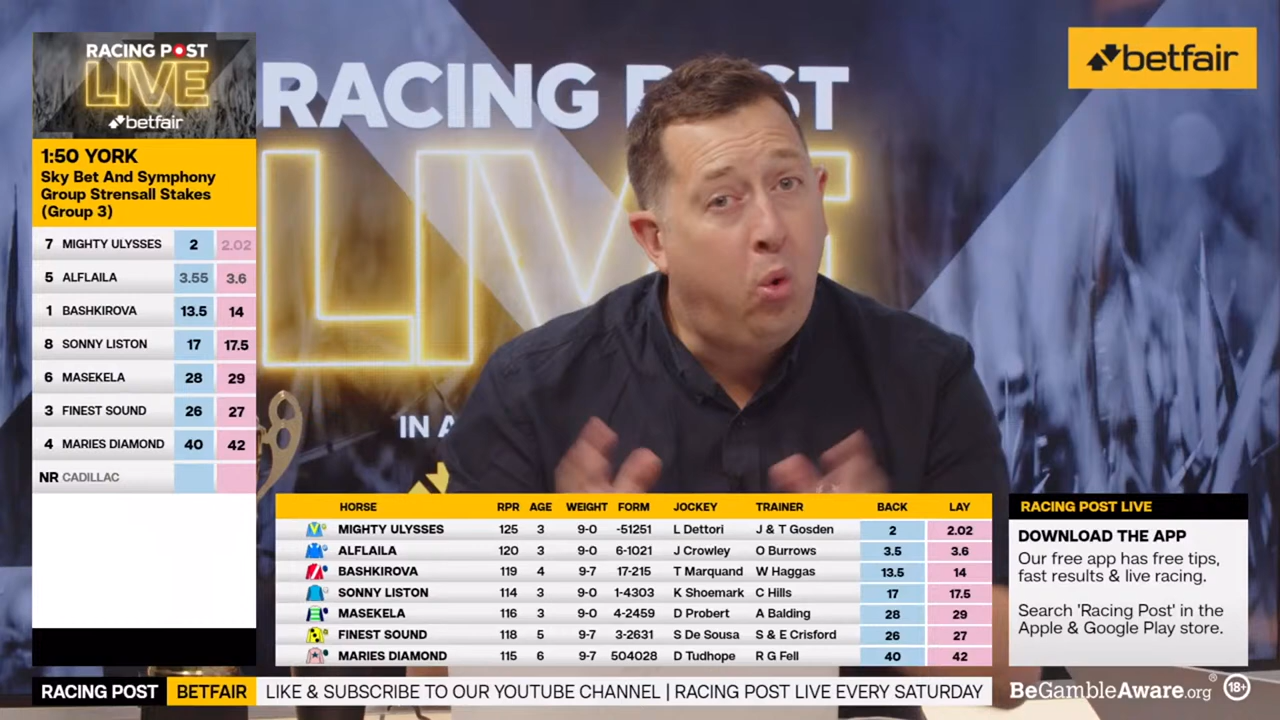 RACING POST
LIVE
betfair
1:50 YORK
Sky Bet And Symphony
Group Strensall Stakes
(Group 3)
7 MIGHTY ULYSSES 2 2.02
5 ALFLAILA 3.55 3.6
1 BASHKIROVA 13.5 14
8 SONNY LISTON 17 17.5
6 MASEKELA 28 29
3 FINEST SOUND 26 27
4 MARIES DIAMOND 40 42
NR CADILLAC
RACING P ST
LIVE
IN A
betfair
HORSE RPR AGE WEIGHT FORM JOCKEY TRAINER BACK LAY
MIGHTY ULYSSES 125 3 9-0 -51251 L Dettori J & T Gosden 2 2.02
ALFLAILA 120 3 9-0 6-1021 J Crowley O Burrows 3.5 3.6
BASHKIROVA 119 4 9-7 17-215 T Marquand W Haggas 13.5 14
SONNY LISTON 114 3 9-0 1-4303 K Shoemark C Hills 17 17.5
MASEKELA 116 3 9-0 4-2459 D Probert A Balding 28 29
FINEST SOUND 118 5 9-7 3-2631 S De Sousa S & E Crisford 26 27
MARIES DIAMOND 115 6 9-7 504028 D Tudhope R G Fell 40 42
RACING POST LIVE
DOWNLOAD THE APP
Our free app has free tips,
fast results & live racing.
Search 'Racing Post' in the
Apple & Google Play store.
RACING POST BETFAIR LIKE & SUBSCRIBE TO OUR YOUTUBE CHANNEL | RACING POST LIVE EVERY SATURDAY
BeGambleAware.org® 18+